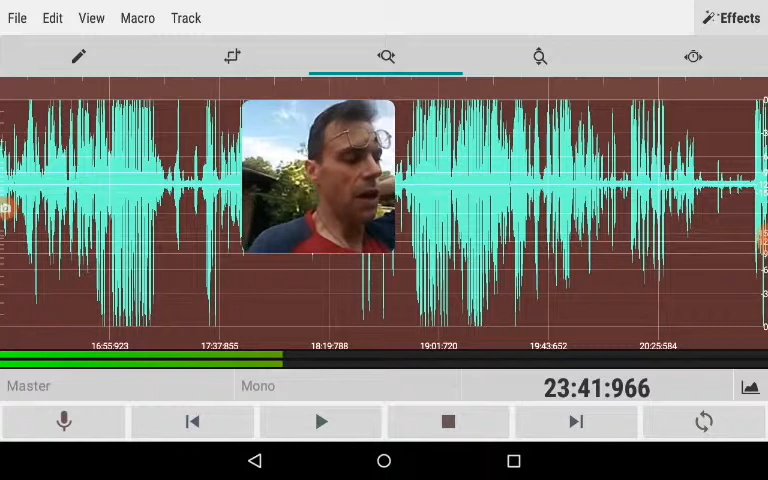 File Edit View Macro Track Effects
16:55:923 17:37:855 18:19:788 19:01:720 19:43:652 20:25:584
Master Mono 23:41:966